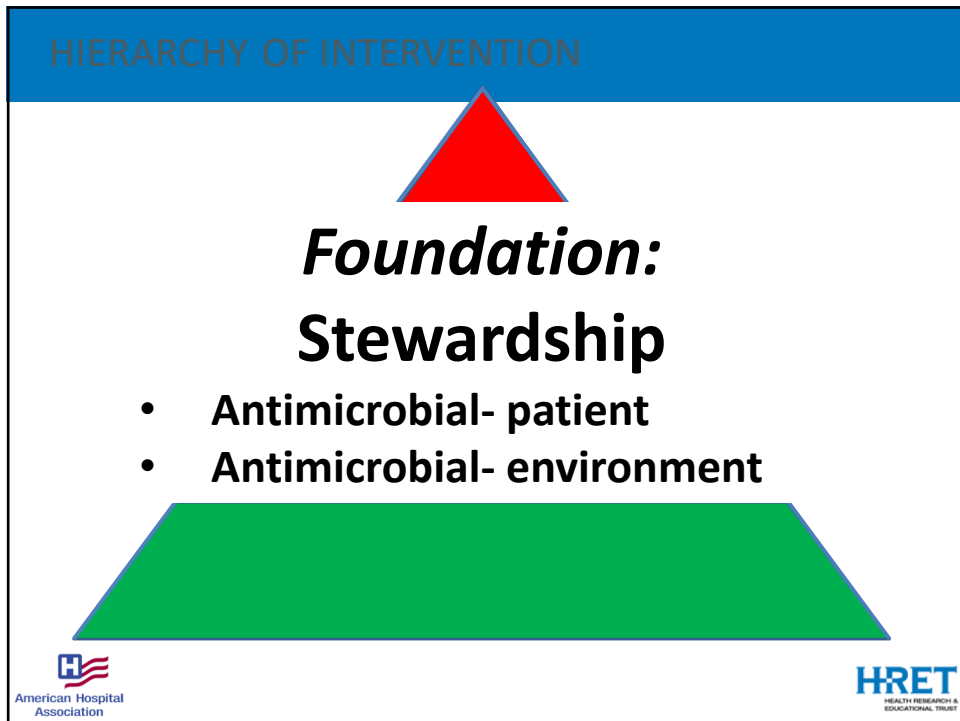 HIERARCHY OF INTERVENTION
Foundation:
Stewardship
• Antimicrobial- patient
• Antimicrobial- environment
H
American Hospital
Association
HRET
HEALTH RESEARCH &
EDUCATIONAL TRUST